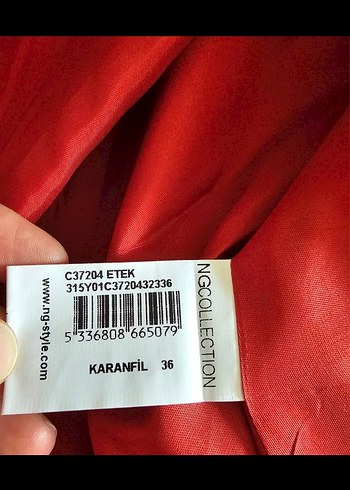 C37204 ETEK
315Y01C3720432336
5 336808 665079
KARANFİL 36
www.ng-style.com
NGCOLLECTION